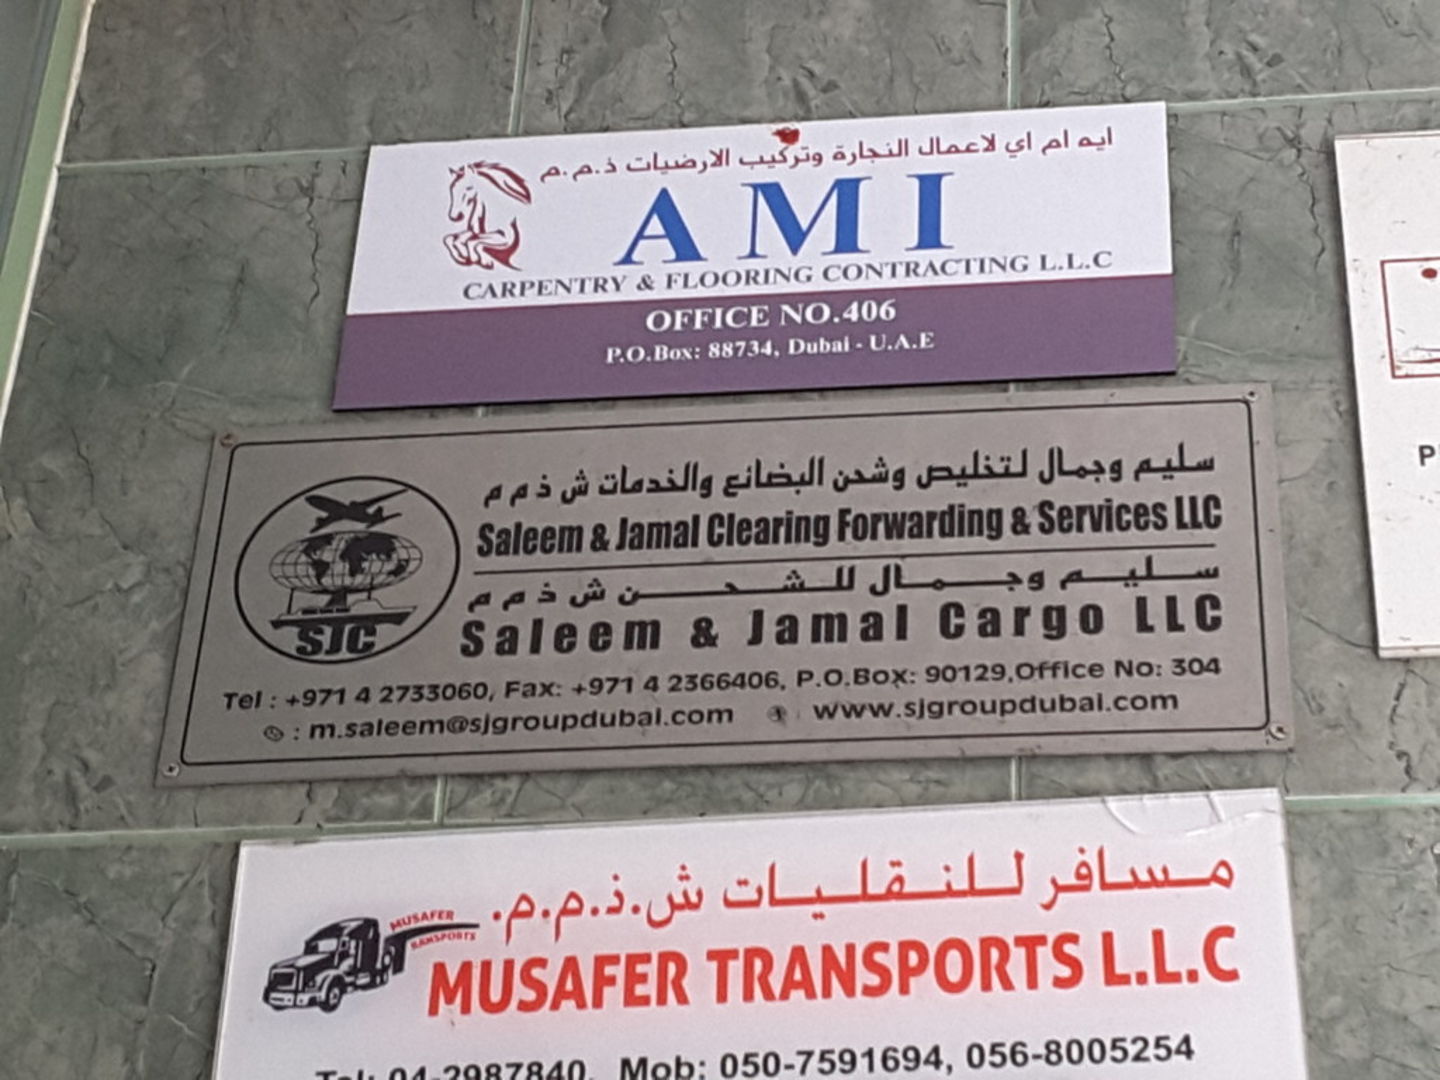 ايه ام اي لاعمال النجارة وتركيب الارضيات ذ.م.م.
AMI
CARPENTRY & FLOORING CONTRACTING L.L.C
OFFICE NO.406
P.O.Box: 88734, Dubai - U.A.E
سليم وجمال لتخليص وشحن البضائع والخدمات ش ذ م م
Saleem & Jamal Clearing Forwarding & Services LLC
سليم وجمال للشحن ش ذ م م
Saleem & Jamal Cargo LLC
SJC
Tel : +971 4 2733060, Fax: +971 4 2366406, P.O.Box: 90129,Office No: 304
: m.saleem@sjgroupdubai.com www.sjgroupdubai.com
مسافر للنقليات ش.ذ.م.م.
MUSAFER
TRANSPORTS
MUSAFER TRANSPORTS L.L.C
Tel: 04-2987840, Mob: 050-7591694, 056-8005254